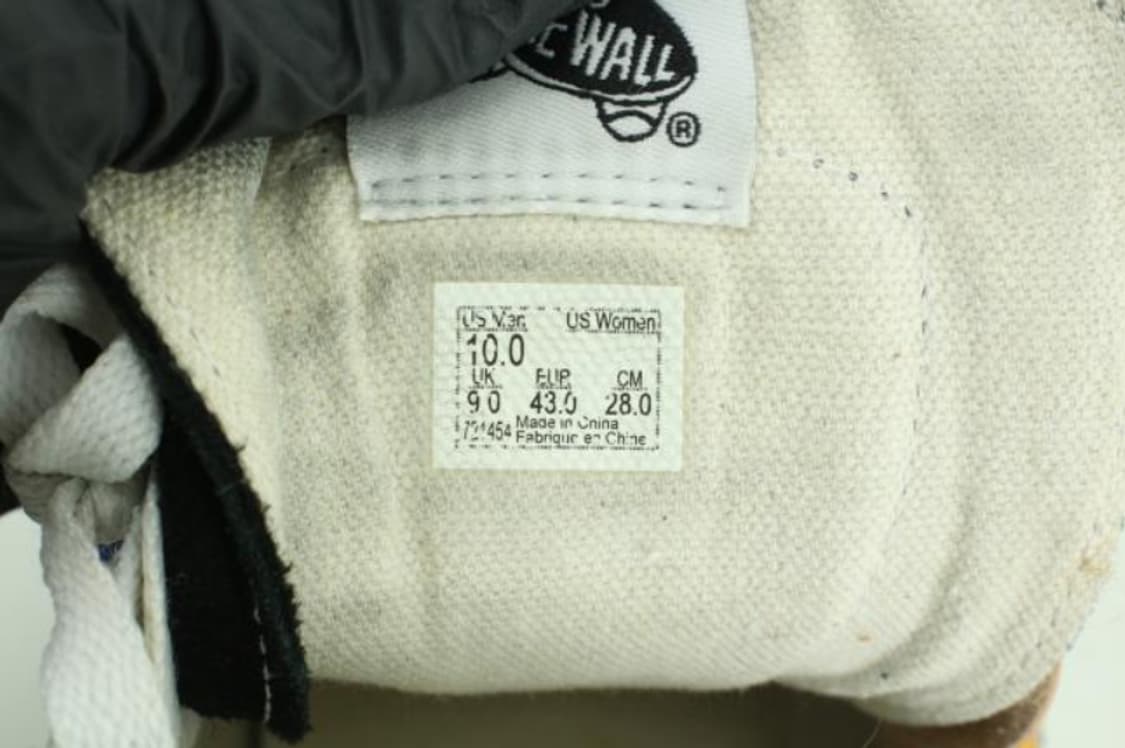 WALL
®
US Men US Women
10.0
UK EUR CM
9.0 43.0 28.0
721454 Made in China
Fabriqué en Chine